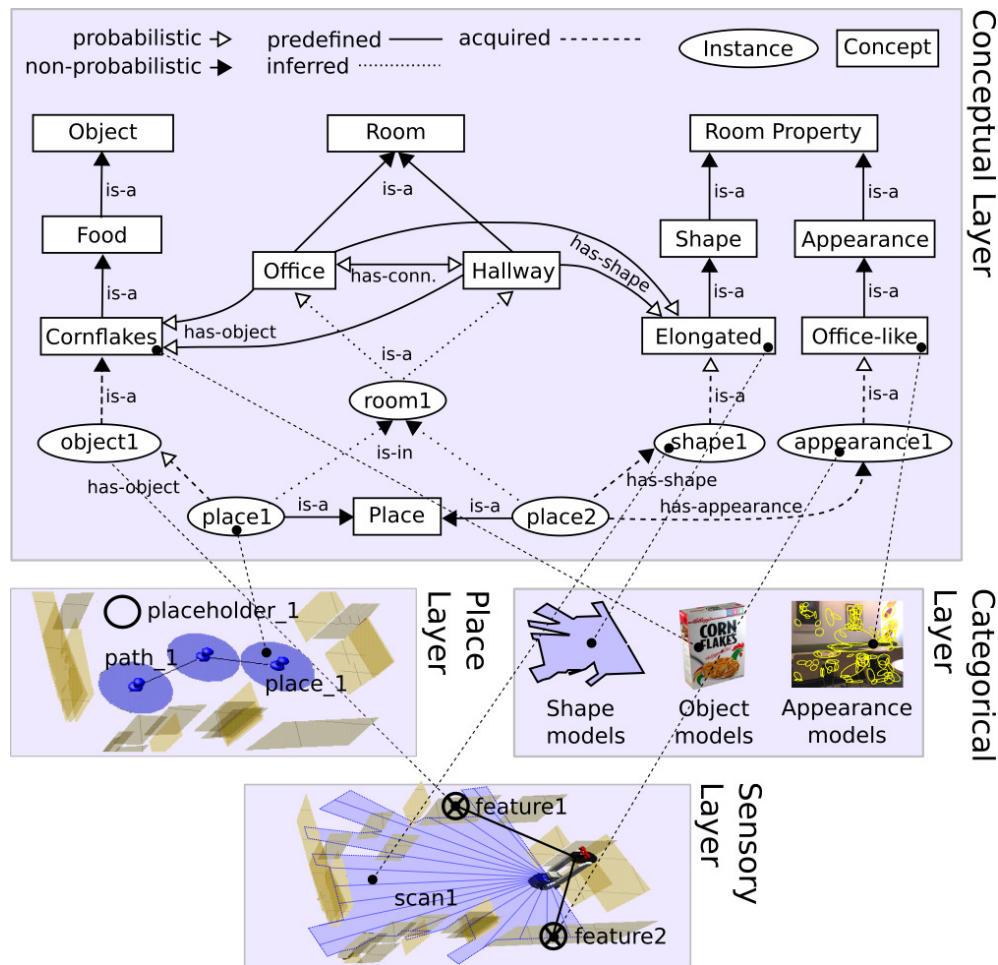 probabilistic
predefined
acquired
Instance
Concept
non-probabilistic
inferred
Conceptual Layer
Object
Room
Room Property
is-a
is-a
is-a
is-a
Food
Shape
Appearance
Office
has-conn.
Hallway
has-shape
is-a
is-a
is-a
has-object
Cornflakes
Elongated
Office-like
is-a
is-a
is-a
is-a
room1
object1
shape1
appearance1
is-in
has-object
has-shape
has-appearance
place1
is-a
Place
is-a
place2
placeholder_1
path_1
place_1
Place
Layer
CORN
FLAKES
Shape
models
Object
models
Appearance
models
Categorical
Layer
feature1
scan1
feature2
Sensory
Layer